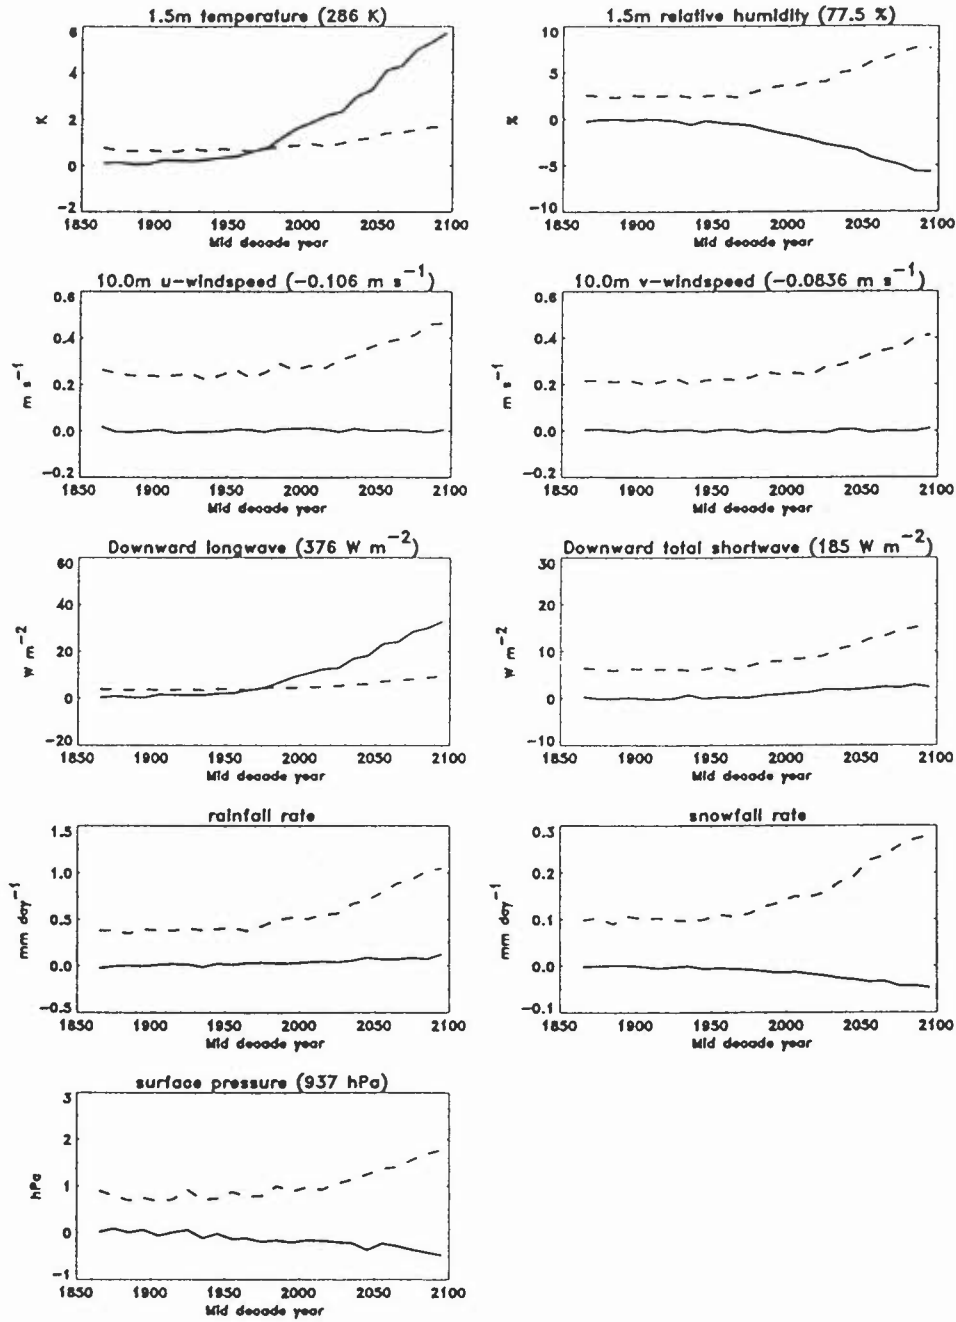 1.5m temperature (286 K)
6
4
2
0
-2
K
1850 1900 1950 2000 2050 2100
Mid decade year
1.5m relative humidity (77.5 %)
10
5
0
-5
-10
%
1850 1900 1950 2000 2050 2100
Mid decade year
10.0m u-windspeed (-0.106 m s⁻¹)
0.6
0.4
0.2
0.0
-0.2
m s⁻¹
1850 1900 1950 2000 2050 2100
Mid decade year
10.0m v-windspeed (-0.0836 m s⁻¹)
0.6
0.4
0.2
0.0
-0.2
m s⁻¹
1850 1900 1950 2000 2050 2100
Mid decade year
Downward longwave (376 W m⁻²)
60
40
20
0
-20
W m⁻²
1850 1900 1950 2000 2050 2100
Mid decade year
Downward total shortwave (185 W m⁻²)
30
20
10
0
-10
W m⁻²
1850 1900 1950 2000 2050 2100
Mid decade year
rainfall rate
1.5
1.0
0.5
0.0
-0.5
mm day⁻¹
1850 1900 1950 2000 2050 2100
Mid decade year
snowfall rate
0.3
0.2
0.1
0.0
-0.1
mm day⁻¹
1850 1900 1950 2000 2050 2100
Mid decade year
surface pressure (937 hPa)
3
2
1
0
-1
hPa
1850 1900 1950 2000 2050 2100
Mid decade year